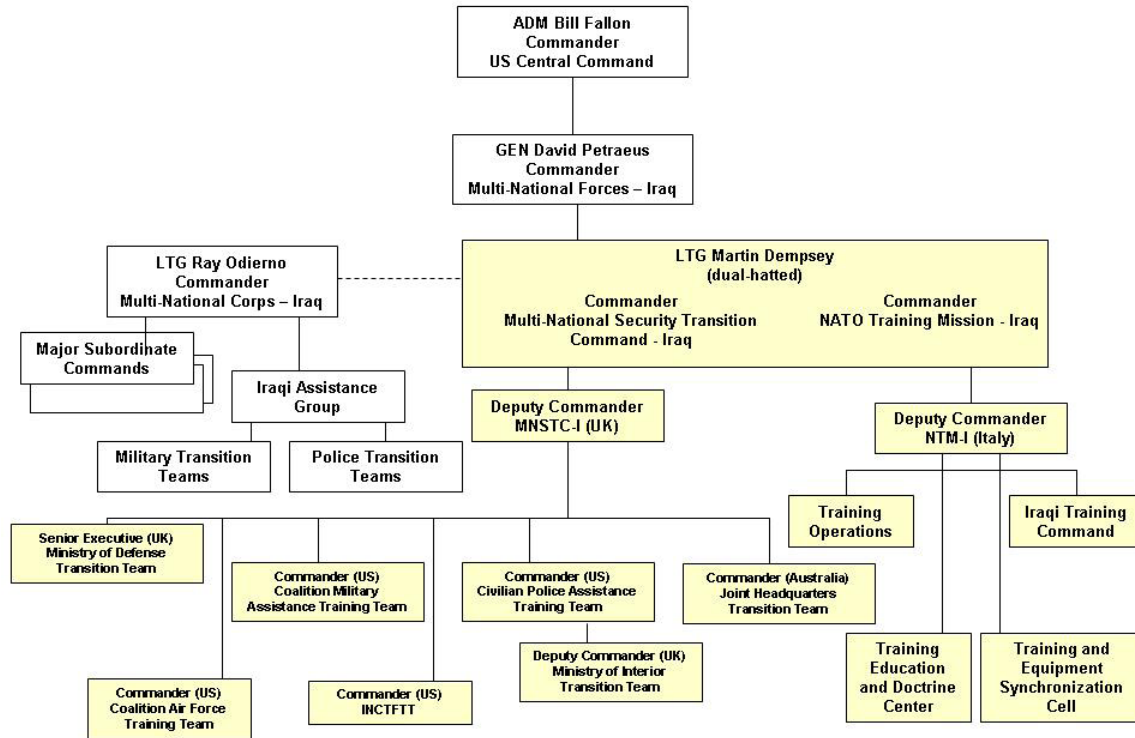 ADM Bill Fallon
Commander
US Central Command
GEN David Petraeus
Commander
Multi-National Forces – Iraq
LTG Ray Odierno
Commander
Multi-National Corps – Iraq
LTG Martin Dempsey
(dual-hatted)
Commander
Multi-National Security Transition
Command - Iraq
Commander
NATO Training Mission - Iraq
Major Subordinate
Commands
Iraqi Assistance
Group
Military Transition
Teams
Police Transition
Teams
Deputy Commander
MNSTC-I (UK)
Deputy Commander
NTM-I (Italy)
Training
Operations
Iraqi Training
Command
Senior Executive (UK)
Ministry of Defense
Transition Team
Commander (US)
Coalition Military
Assistance Training Team
Commander (US)
Civilian Police Assistance
Training Team
Commander (Australia)
Joint Headquarters
Transition Team
Deputy Commander (UK)
Ministry of Interior
Transition Team
Commander (US)
Coalition Air Force
Training Team
Commander (US)
INCTFTT
Training
Education
and Doctrine
Center
Training and
Equipment
Synchronization
Cell